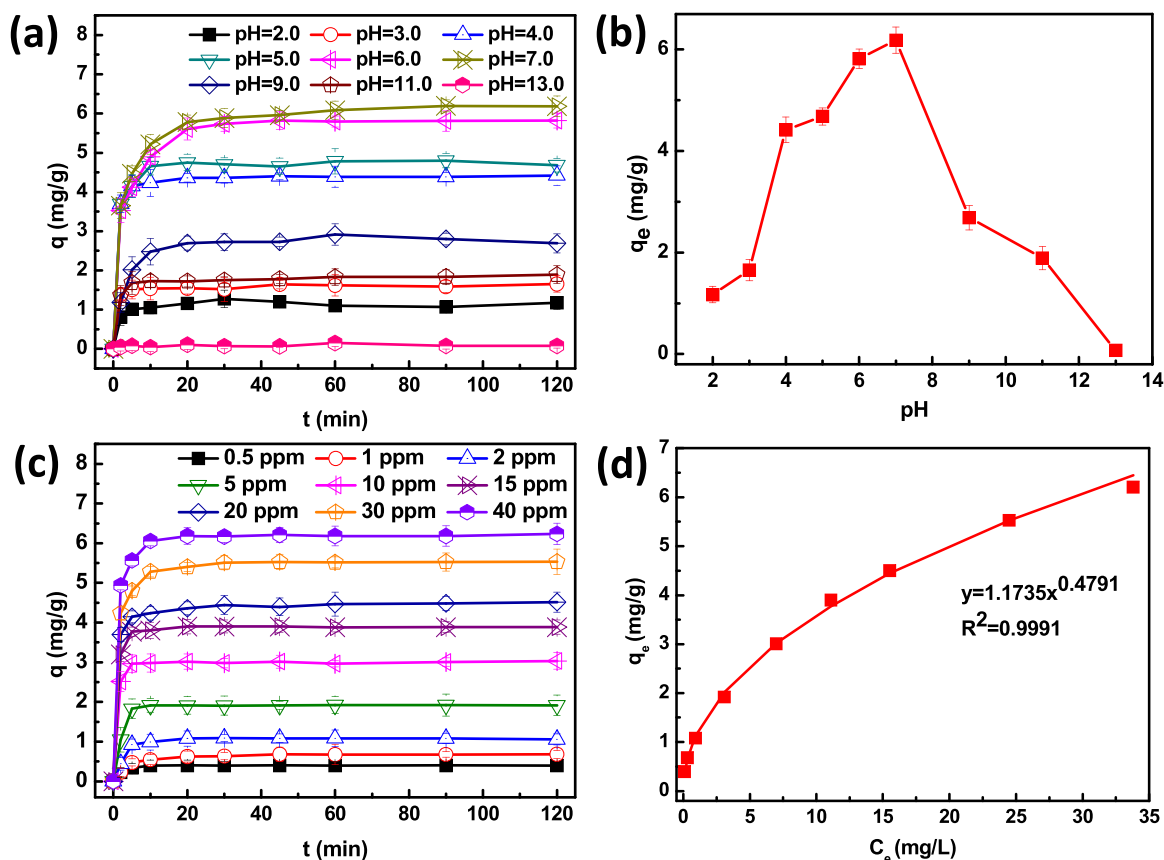 (a)
pH=2.0 pH=3.0 pH=4.0
pH=5.0 pH=6.0 pH=7.0
pH=9.0 pH=11.0 pH=13.0
q (mg/g)
8
7
6
5
4
3
2
1
0
0 20 40 60 80 100 120
t (min)
(b)
qe (mg/g)
6
4
2
0
2 4 6 8 10 12 14
pH
(c)
0.5 ppm 1 ppm 2 ppm
5 ppm 10 ppm 15 ppm
20 ppm 30 ppm 40 ppm
q (mg/g)
8
7
6
5
4
3
2
1
0
0 20 40 60 80 100 120
t (min)
(d)
qe (mg/g)
7
6
5
4
3
2
1
0
y=1.1735x^0.4791
R^2=0.9991
0 5 10 15 20 25 30 35
Ce (mg/L)